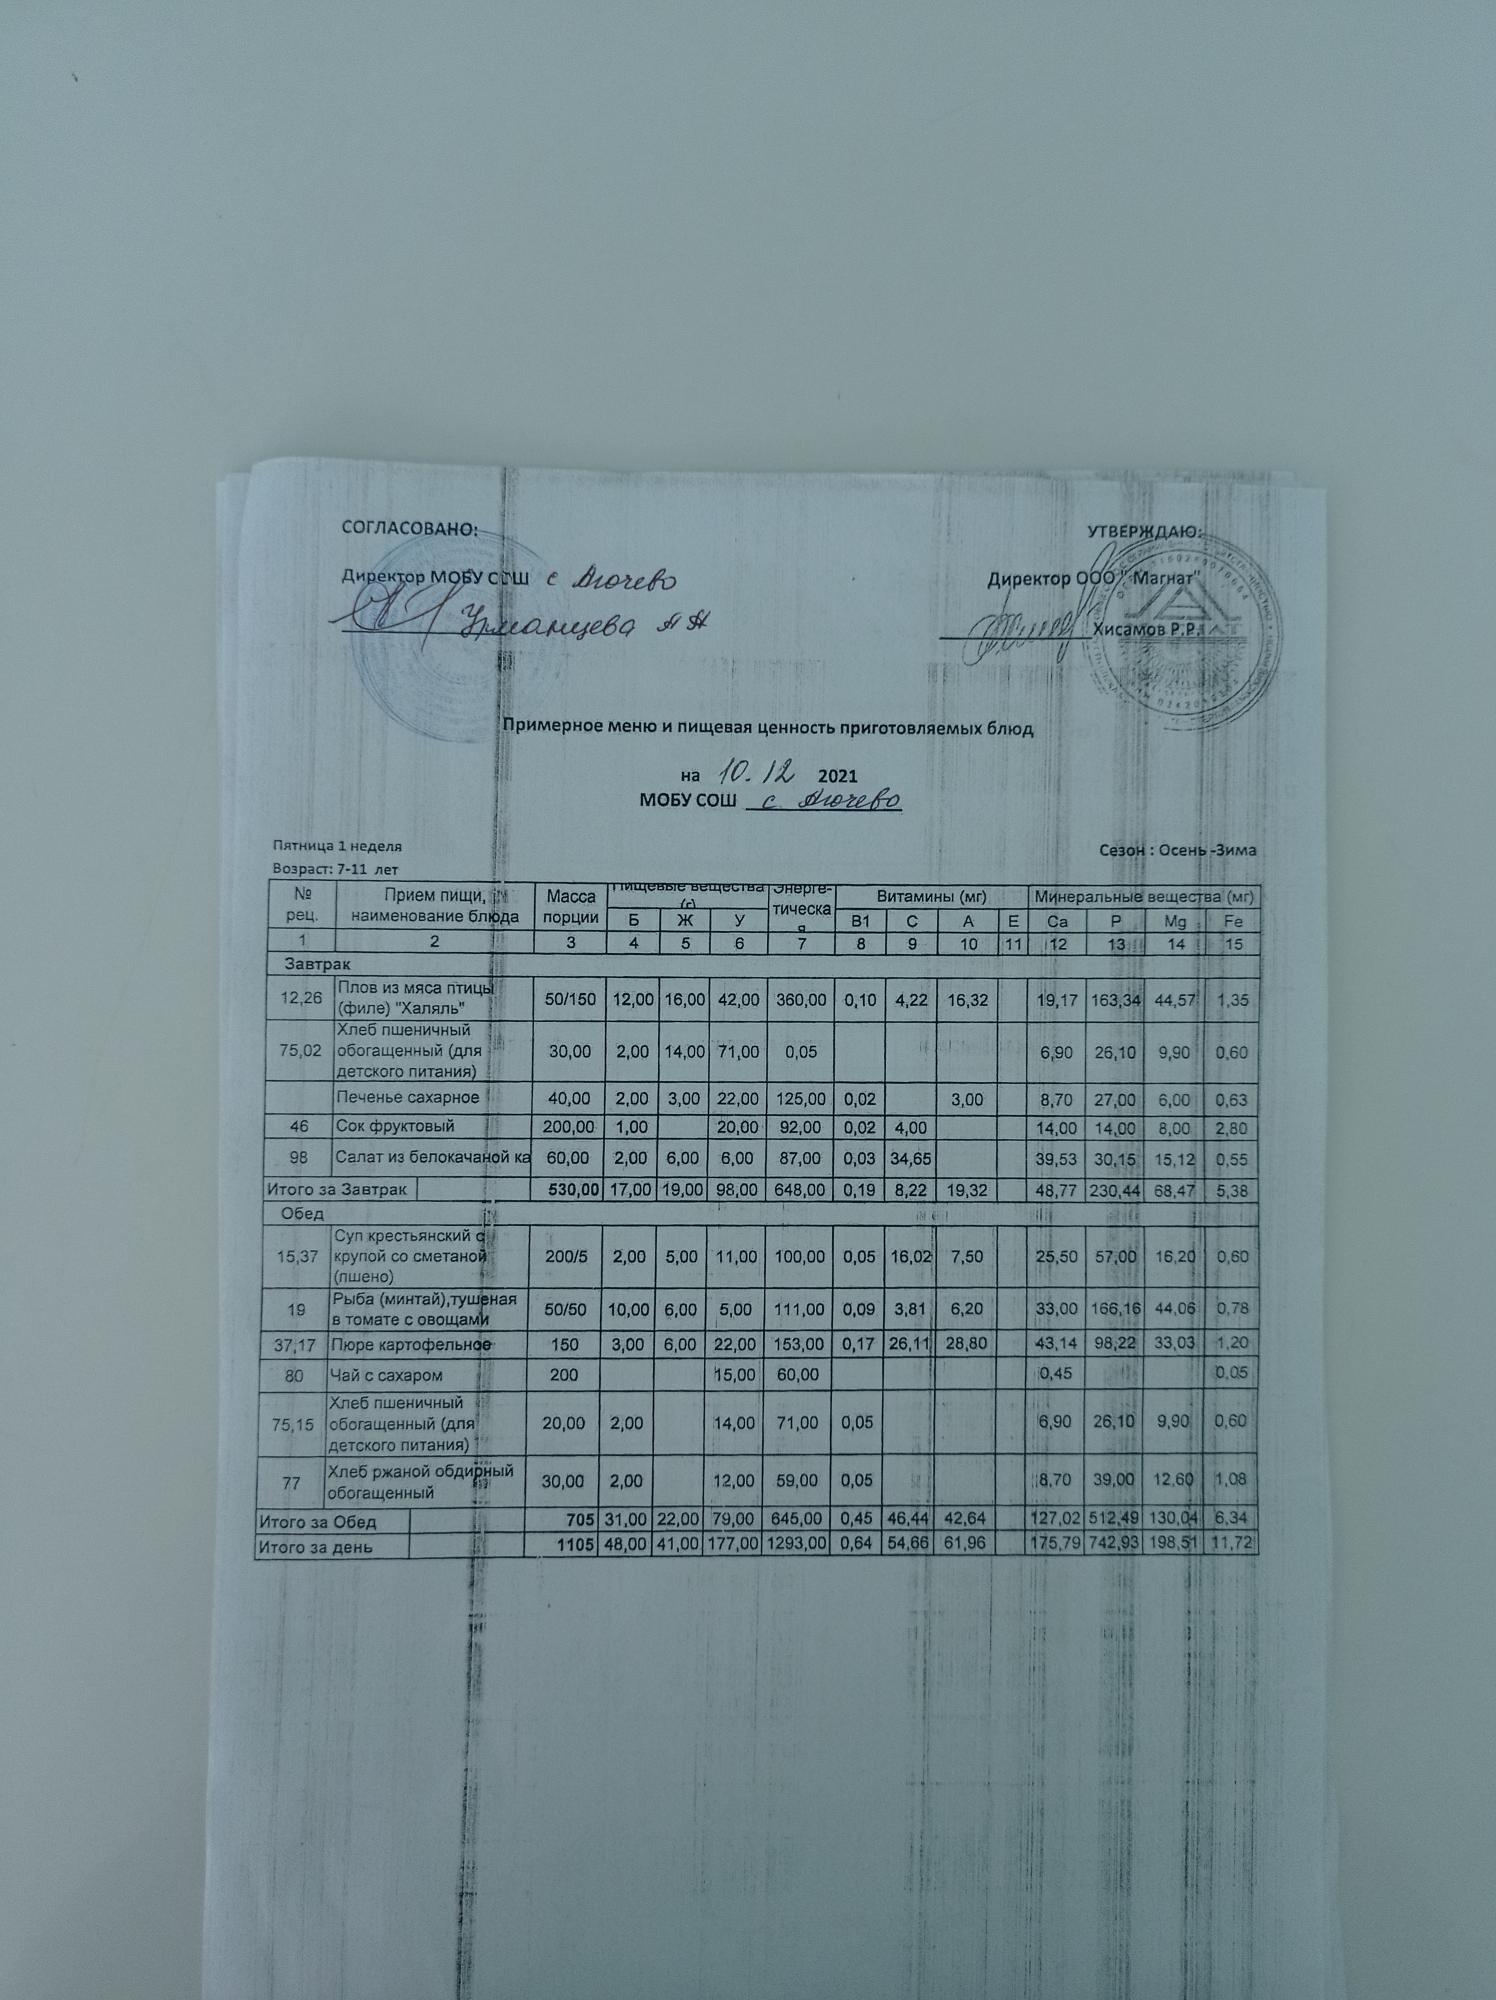 СОГЛАСОВАНО:
УТВЕРЖДАЮ:
Директор МОБУ СОШ с Агючево
Директор ООО " Магнат"
Урманцева А А
Хисамов Р.Р.
Примерное меню и пищевая ценность приготовляемых блюд
на 10.12 2021
МОБУ СОШ с. Агючево
Пятница 1 неделя
Сезон : Осень -Зима
Возраст: 7-11 лет
№ рец. Прием пищи, наименование блюда Масса порции Пищевые вещества (г) Энерге-тическая Витамины (мг) Минеральные вещества (мг)
Б Ж У В1 С А Е Ca P Mg Fe
1 2 3 4 5 6 7 8 9 10 11 12 13 14 15
Завтрак
12,26 Плов из мяса птицы (филе) "Халяль" 50/150 12,00 16,00 42,00 360,00 0,10 4,22 16,32 19,17 163,34 44,57 1,35
75,02 Хлеб пшеничный обогащенный (для детского питания) 30,00 2,00 14,00 71,00 0,05 6,90 26,10 9,90 0,60
Печенье сахарное 40,00 2,00 3,00 22,00 125,00 0,02 3,00 8,70 27,00 6,00 0,63
46 Сок фруктовый 200,00 1,00 20,00 92,00 0,02 4,00 14,00 14,00 8,00 2,80
98 Салат из белокачаной ка 60,00 2,00 6,00 6,00 87,00 0,03 34,65 39,53 30,15 15,12 0,55
Итого за Завтрак 530,00 17,00 19,00 98,00 648,00 0,19 8,22 19,32 48,77 230,44 68,47 5,38
Обед
15,37 Суп крестьянский с крупой со сметаной (пшено) 200/5 2,00 5,00 11,00 100,00 0,05 16,02 7,50 25,50 57,00 16,20 0,60
19 Рыба (минтай),тушеная в томате с овощами 50/50 10,00 6,00 5,00 111,00 0,09 3,81 6,20 33,00 166,16 44,06 0,78
37,17 Пюре картофельное 150 3,00 6,00 22,00 153,00 0,17 26,11 28,80 43,14 98,22 33,03 1,20
80 Чай с сахаром 200 15,00 60,00 0,45 0,05
75,15 Хлеб пшеничный обогащенный (для детского питания) 20,00 2,00 14,00 71,00 0,05 6,90 26,10 9,90 0,60
77 Хлеб ржаной обдирный обогащенный 30,00 2,00 12,00 59,00 0,05 8,70 39,00 12,60 1,08
Итого за Обед 705 31,00 22,00 79,00 645,00 0,45 46,44 42,64 127,02 512,49 130,04 6,34
Итого за день 1105 48,00 41,00 177,00 1293,00 0,64 54,66 61,96 175,79 742,93 198,51 11,72